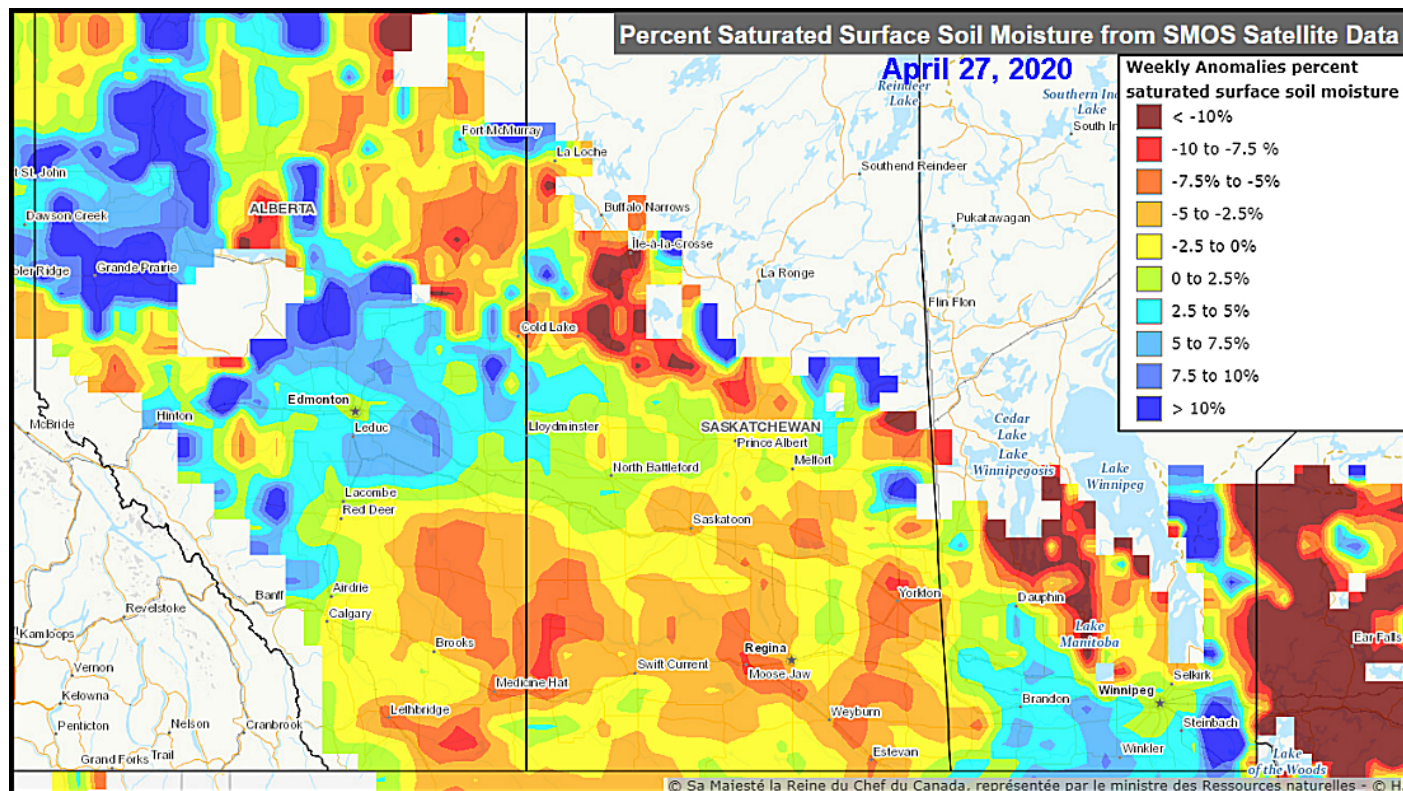 Percent Saturated Surface Soil Moisture from SMOS Satellite Data
April 27, 2020
Weekly Anomalies percent
saturated surface soil moisture
< -10%
-10 to -7.5 %
-7.5% to -5%
-5 to -2.5%
-2.5 to 0%
0 to 2.5%
2.5 to 5%
5 to 7.5%
7.5 to 10%
> 10%
Reindeer
Lake
Southern Ind
Lake
South In
Fort McMurray
La Loche
Southend Reindeer
t St. John
ALBERTA
Dawson Creek
Buffalo Narrows
Pukatawagan
Île-à-la-Crosse
bler Ridge
Grande Prairie
La Ronge
Flin Flon
Cold Lake
Edmonton
Hinton
McBride
Leduc
Lloydminster
SASKATCHEWAN
Prince Albert
Cedar
Lake
Lake
Winnipegosis
Melfort
North Battleford
Lake
Winnipeg
Lacombe
Red Deer
Saskatoon
Banff
Airdrie
Yorkton
Dauphin
Revelstoke
Calgary
Kamloops
Brooks
Regina
Lake
Manitoba
Ear Falls
Vernon
Swift Current
Moose Jaw
Medicine Hat
Selkirk
Kelowna
Winnipeg
Brandon
Lethbridge
Weyburn
Steinbach
Penticton
Nelson
Cranbrook
Estevan
Winkler
Grand Forks
Trail
Lake
of the Woods
© Sa Majesté la Reine du Chef du Canada, représentée par le ministre des Ressources naturelles - © H